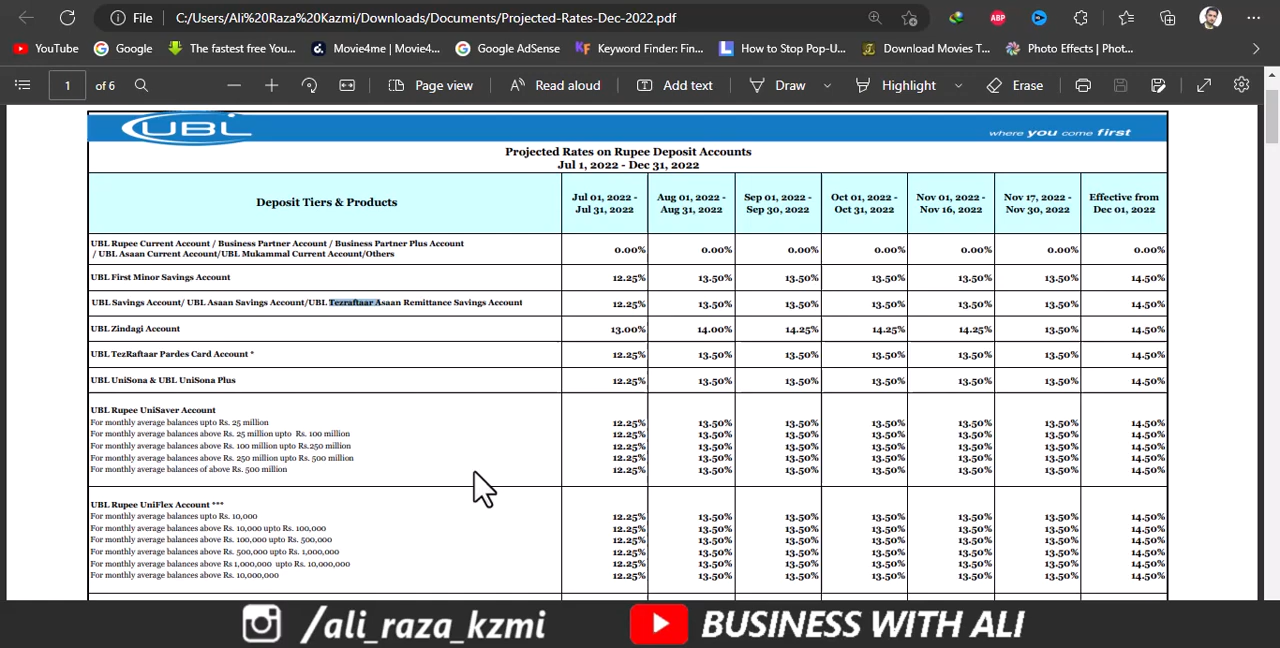 File C:/Users/Ali%20Raza%20Kazmi/Downloads/Documents/Projected-Rates-Dec-2022.pdf ABP
YouTube Google The fastest free You... Movie4me | Movie4... Google AdSense KF Keyword Finder: Fin... L How to Stop Pop-U... Download Movies T... Photo Effects | Phot...
1 of 6 Page view Read aloud Add text Draw Highlight Erase
UBL where you come first
Projected Rates on Rupee Deposit Accounts
Jul 1, 2022 - Dec 31, 2022
Deposit Tiers & Products Jul 01, 2022 - Jul 31, 2022 Aug 01, 2022 - Aug 31, 2022 Sep 01, 2022 - Sep 30, 2022 Oct 01, 2022 - Oct 31, 2022 Nov 01, 2022 - Nov 16, 2022 Nov 17, 2022 - Nov 30, 2022 Effective from Dec 01, 2022
UBL Rupee Current Account / Business Partner Account / Business Partner Plus Account
/ UBL Asaan Current Account/UBL Mukammal Current Account/Others 0.00% 0.00% 0.00% 0.00% 0.00% 0.00% 0.00%
UBL First Minor Savings Account 12.25% 13.50% 13.50% 13.50% 13.50% 13.50% 14.50%
UBL Savings Account/ UBL Asaan Savings Account/UBL Tezraftaar Asaan Remittance Savings Account 12.25% 13.50% 13.50% 13.50% 13.50% 13.50% 14.50%
UBL Zindagi Account 13.00% 14.00% 14.25% 14.25% 14.25% 13.50% 14.50%
UBL TezRaftaar Pardes Card Account * 12.25% 13.50% 13.50% 13.50% 13.50% 13.50% 14.50%
UBL UniSona & UBL UniSona Plus 12.25% 13.50% 13.50% 13.50% 13.50% 13.50% 14.50%
UBL Rupee UniSaver Account
For monthly average balances upto Rs. 25 million 12.25% 13.50% 13.50% 13.50% 13.50% 13.50% 14.50%
For monthly average balances above Rs. 25 million upto Rs. 100 million 12.25% 13.50% 13.50% 13.50% 13.50% 13.50% 14.50%
For monthly average balances above Rs. 100 million upto Rs.250 million 12.25% 13.50% 13.50% 13.50% 13.50% 13.50% 14.50%
For monthly average balances above Rs. 250 million upto Rs. 500 million 12.25% 13.50% 13.50% 13.50% 13.50% 13.50% 14.50%
For monthly average balances of above Rs. 500 million 12.25% 13.50% 13.50% 13.50% 13.50% 13.50% 14.50%
UBL Rupee UniFlex Account ***
For monthly average balances upto Rs. 10,000 12.25% 13.50% 13.50% 13.50% 13.50% 13.50% 14.50%
For monthly average balances above Rs. 10,000 upto Rs. 100,000 12.25% 13.50% 13.50% 13.50% 13.50% 13.50% 14.50%
For monthly average balances above Rs. 100,000 upto Rs. 500,000 12.25% 13.50% 13.50% 13.50% 13.50% 13.50% 14.50%
For monthly average balances above Rs. 500,000 upto Rs. 1,000,000 12.25% 13.50% 13.50% 13.50% 13.50% 13.50% 14.50%
For monthly average balances above Rs 1,000,000 upto Rs. 10,000,000 12.25% 13.50% 13.50% 13.50% 13.50% 13.50% 14.50%
For monthly average balances above Rs. 10,000,000 12.25% 13.50% 13.50% 13.50% 13.50% 13.50% 14.50%
/ali_raza_kzmi BUSINESS WITH ALI